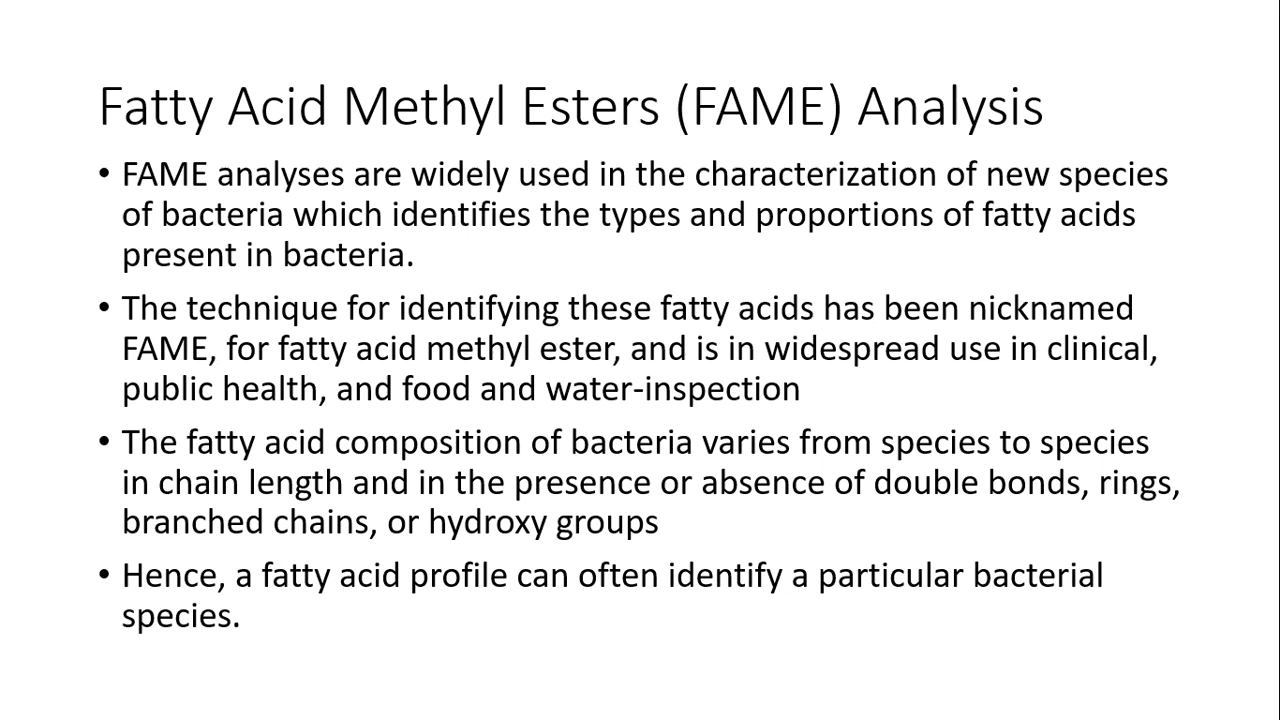 Fatty Acid Methyl Esters (FAME) Analysis
• FAME analyses are widely used in the characterization of new species
of bacteria which identifies the types and proportions of fatty acids
present in bacteria.
• The technique for identifying these fatty acids has been nicknamed
FAME, for fatty acid methyl ester, and is in widespread use in clinical,
public health, and food and water-inspection
• The fatty acid composition of bacteria varies from species to species
in chain length and in the presence or absence of double bonds, rings,
branched chains, or hydroxy groups
• Hence, a fatty acid profile can often identify a particular bacterial
species.